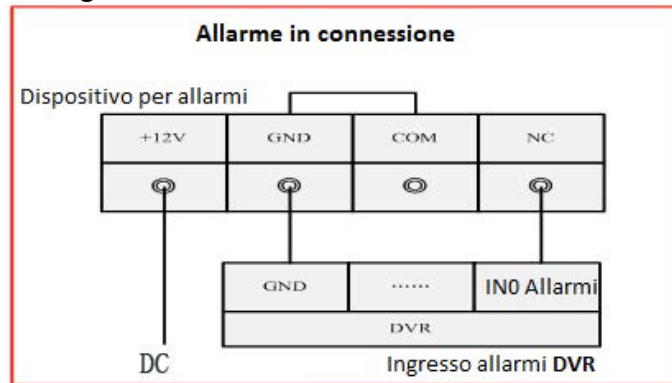 Allarme in connessione
Dispositivo per allarmi
+12V GND COM NC
GND ...... IN0 Allarmi
DVR
DC Ingresso allarmi DVR